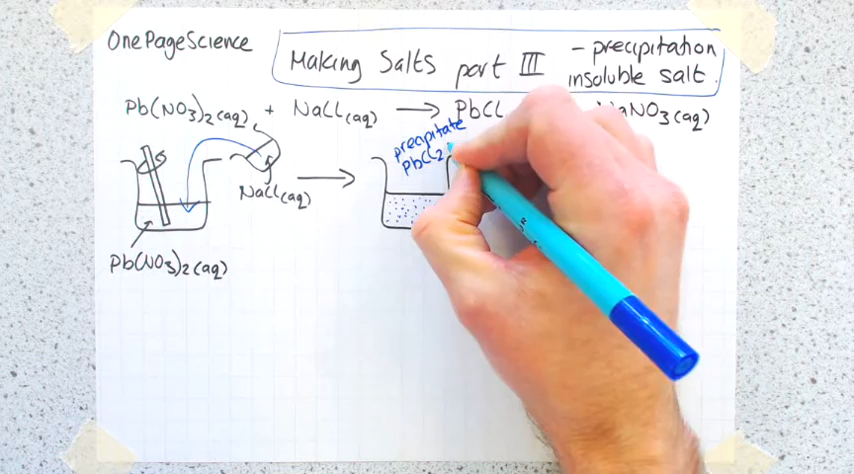 OnePageScience
Making Salts part III
- precipitation
insoluble salt.
Pb(NO3)2(aq) + NaCl(aq) → PbCl NaNO3(aq)
precipitate
PbCl2
NaCl(aq)
Pb(NO3)2(aq)